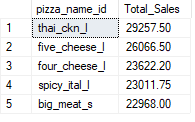 pizza_name_id Total_Sales
1 thai_ckn_l 29257.50
2 five_cheese_l 26066.50
3 four_cheese_l 23622.20
4 spicy_ital_l 23011.75
5 big_meat_s 22968.00